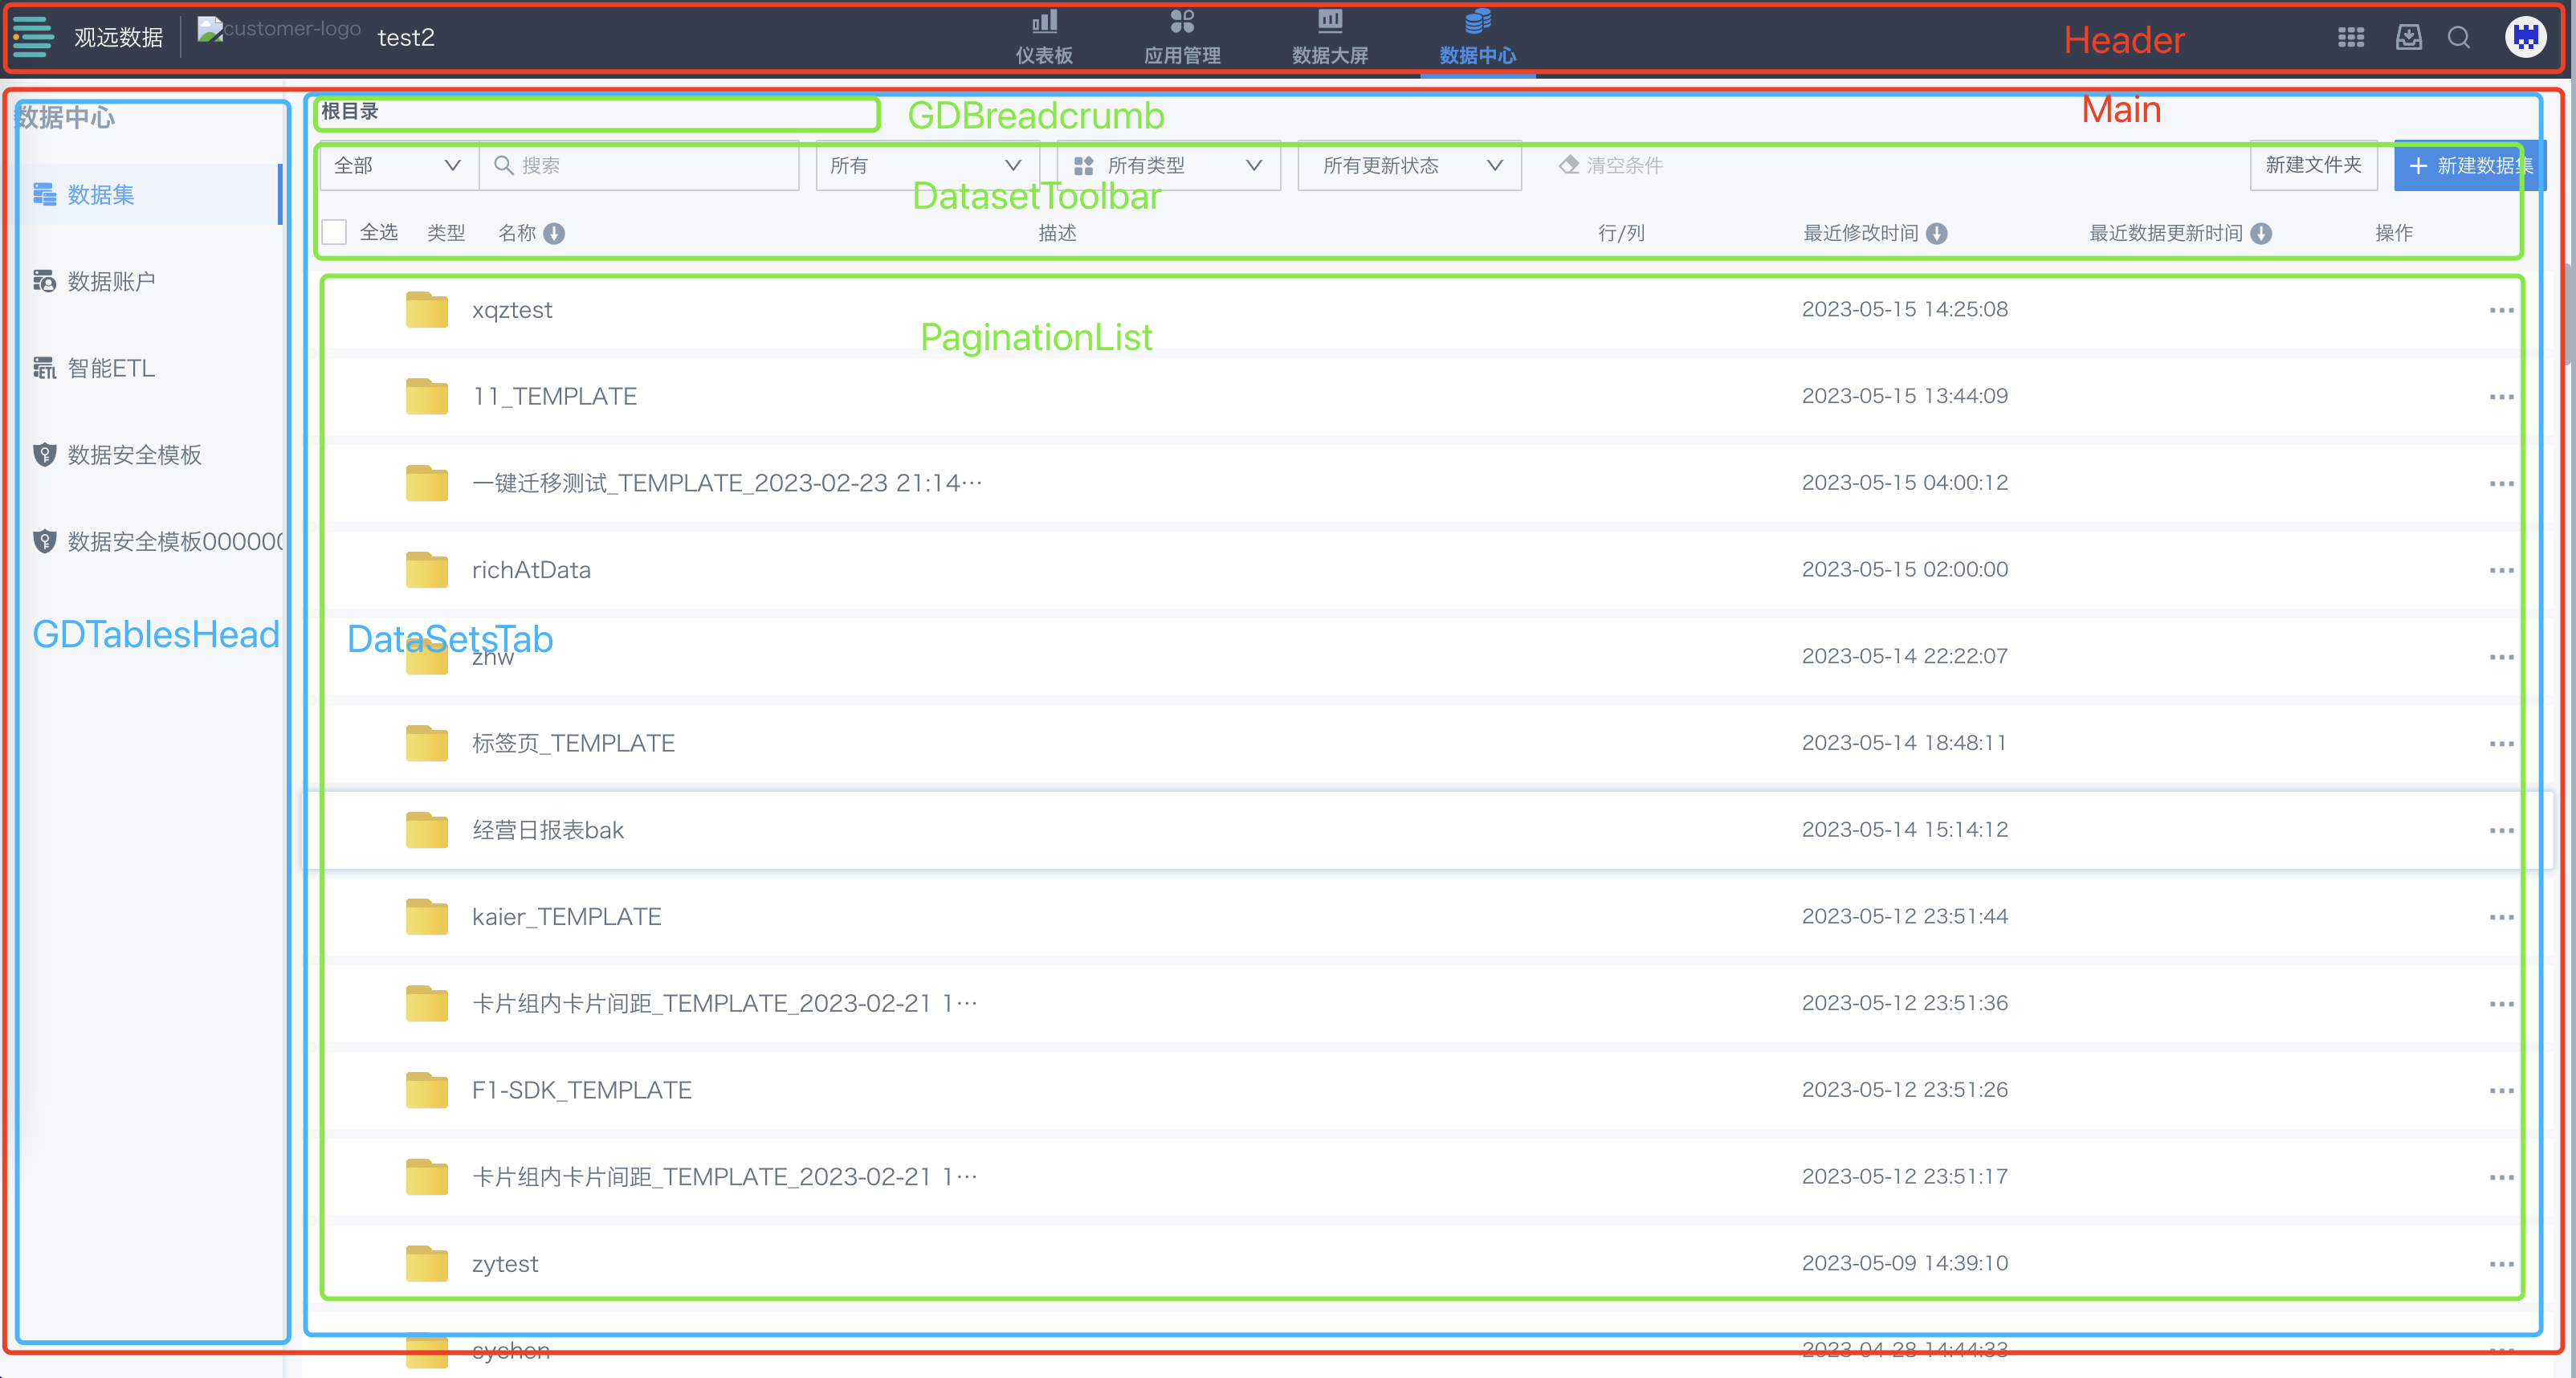 观远数据 customer-logo test2
仪表板 应用管理 数据大屏 数据中心
Header
数据中心
数据集
数据账户
智能ETL
数据安全模板
数据安全模板000000
GDTablesHead
根目录
GDBreadcrumb
Main
全部 搜索 所有 所有类型 所有更新状态 清空条件 新建文件夹 + 新建数据集
DatasetToolbar
全选 类型 名称 描述 行/列 最近修改时间 最近数据更新时间 操作
xqztest 2023-05-15 14:25:08
PaginationList
11_TEMPLATE 2023-05-15 13:44:09
一键迁移测试_TEMPLATE_2023-02-23 21:14… 2023-05-15 04:00:12
richAtData 2023-05-15 02:00:00
DataSetsTab
zhw 2023-05-14 22:22:07
标签页_TEMPLATE 2023-05-14 18:48:11
经营日报表bak 2023-05-14 15:14:12
kaier_TEMPLATE 2023-05-12 23:51:44
卡片组内卡片间距_TEMPLATE_2023-02-21 1… 2023-05-12 23:51:36
F1-SDK_TEMPLATE 2023-05-12 23:51:26
卡片组内卡片间距_TEMPLATE_2023-02-21 1… 2023-05-12 23:51:17
zytest 2023-05-09 14:39:10
2023-04-28 14:44:33